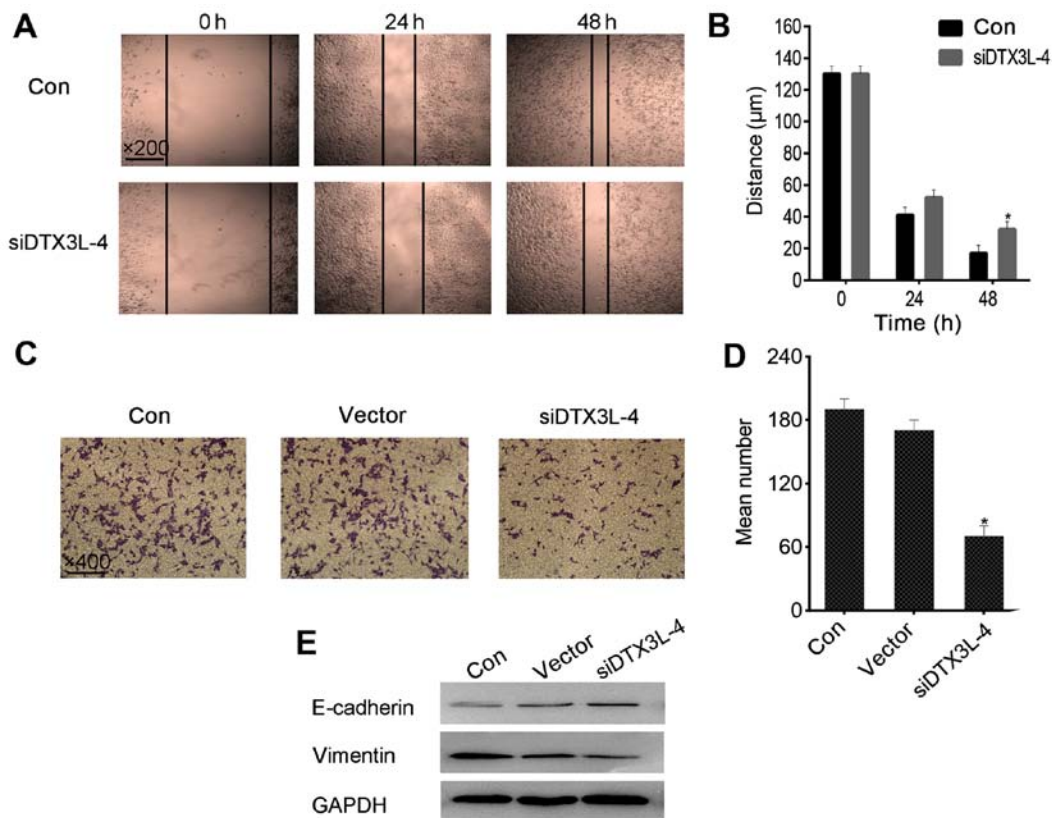 A
0 h
24 h
48 h
Con
×200
siDTX3L-4
B
Con
siDTX3L-4
Distance (µm)
160
140
120
100
80
60
40
20
0
*
0
24
48
Time (h)
C
Con
Vector
siDTX3L-4
×400
D
Mean number
240
180
120
60
0
*
Con
Vector
siDTX3L-4
E
Con
Vector
siDTX3L-4
E-cadherin
Vimentin
GAPDH